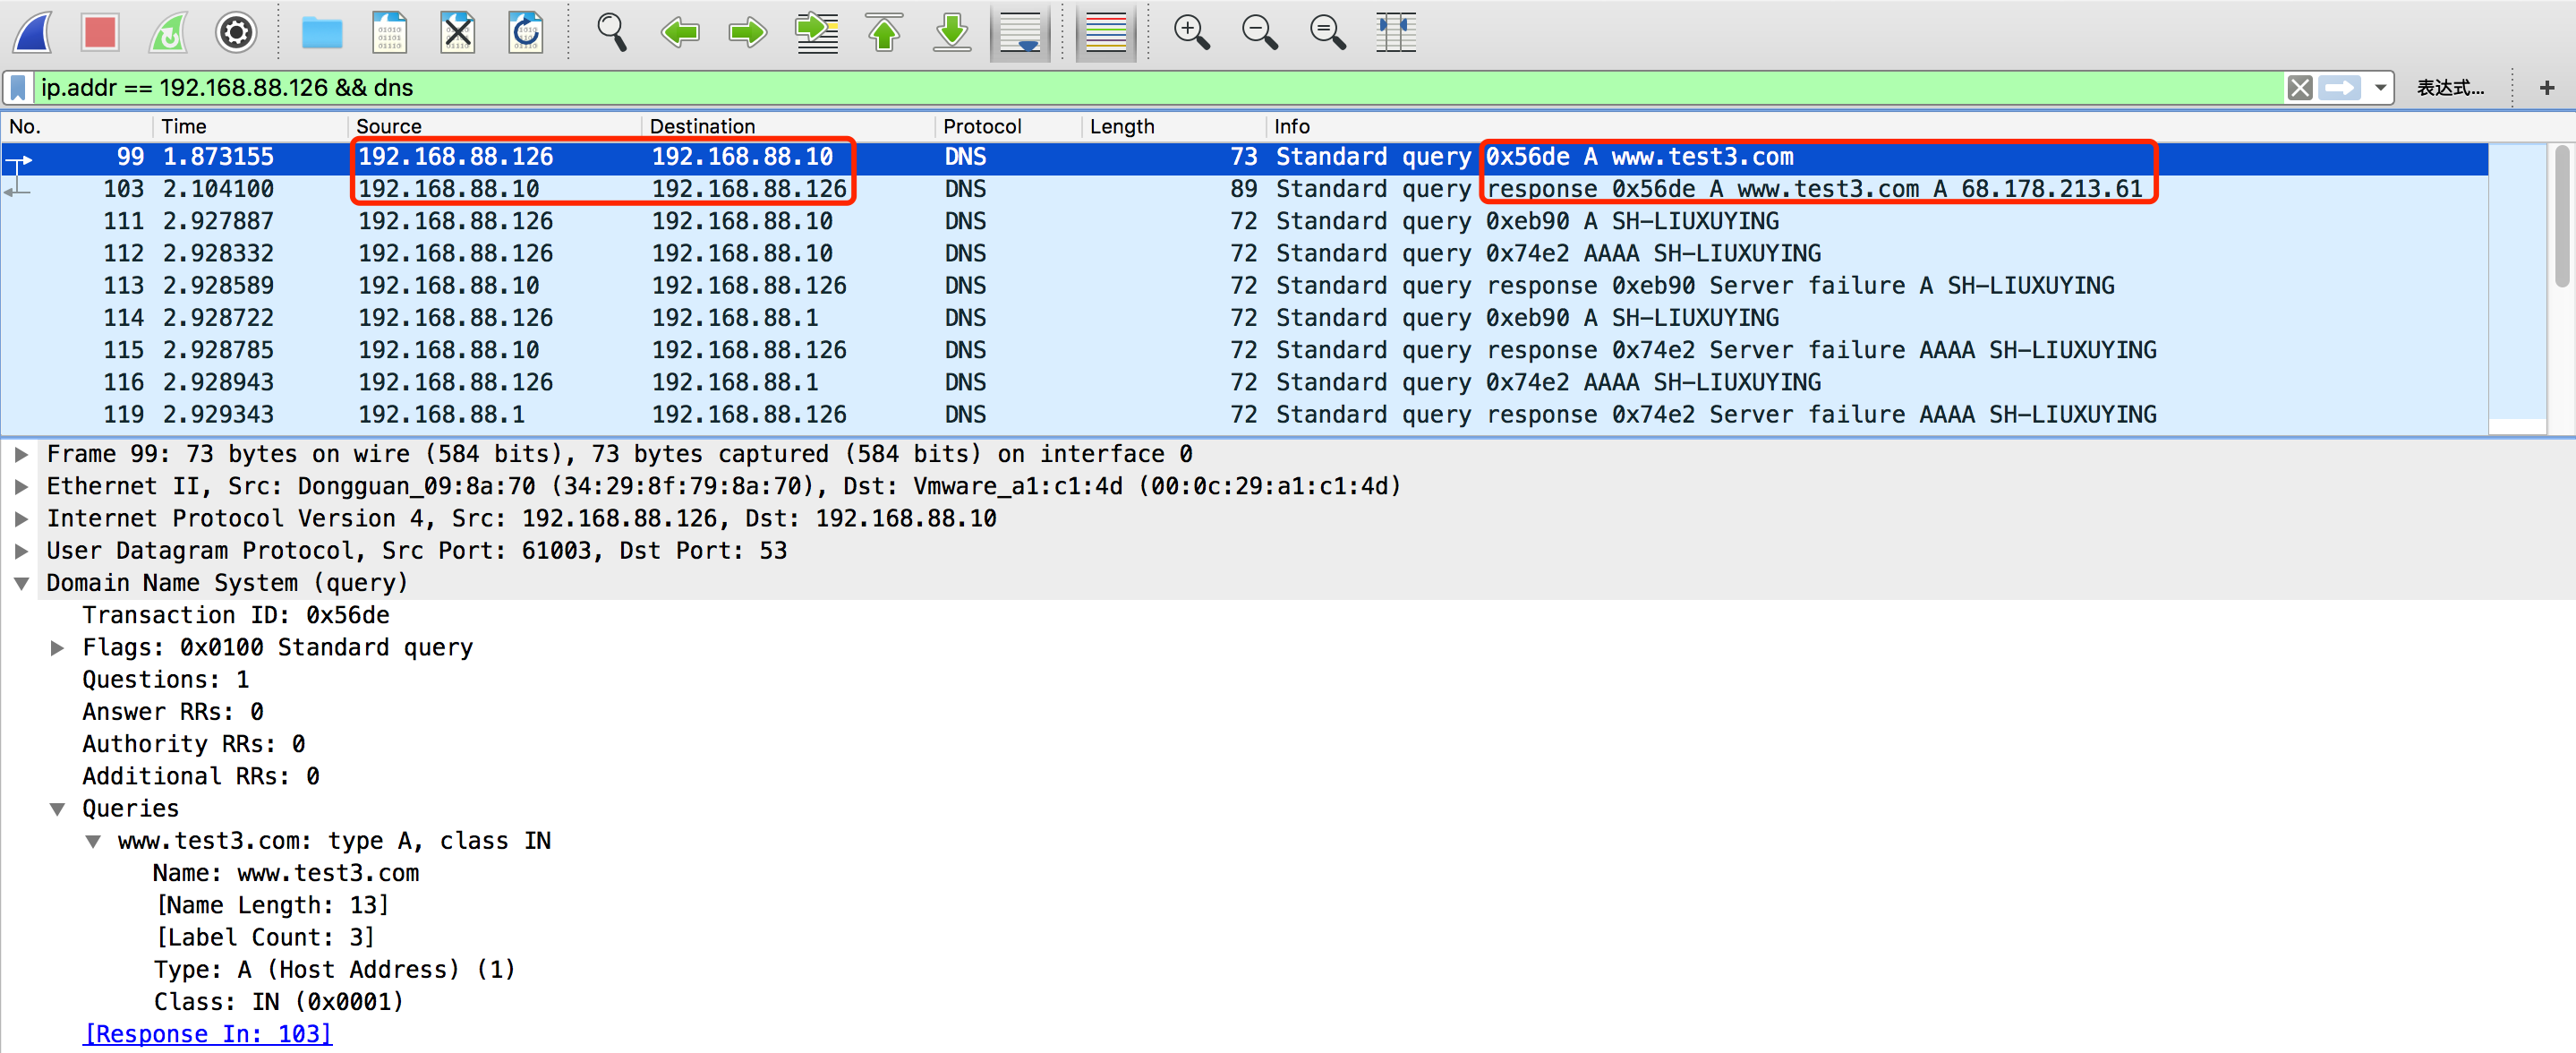 ip.addr == 192.168.88.126 && dns 表达式… +
No. Time Source Destination Protocol Length Info
99 1.873155 192.168.88.126 192.168.88.10 DNS 73 Standard query 0x56de A www.test3.com
103 2.104100 192.168.88.10 192.168.88.126 DNS 89 Standard query response 0x56de A www.test3.com A 68.178.213.61
111 2.927887 192.168.88.126 192.168.88.10 DNS 72 Standard query 0xeb90 A SH-LIUXUYING
112 2.928332 192.168.88.126 192.168.88.10 DNS 72 Standard query 0x74e2 AAAA SH-LIUXUYING
113 2.928589 192.168.88.10 192.168.88.126 DNS 72 Standard query response 0xeb90 Server failure A SH-LIUXUYING
114 2.928722 192.168.88.126 192.168.88.1 DNS 72 Standard query 0xeb90 A SH-LIUXUYING
115 2.928785 192.168.88.10 192.168.88.126 DNS 72 Standard query response 0x74e2 Server failure AAAA SH-LIUXUYING
116 2.928943 192.168.88.126 192.168.88.1 DNS 72 Standard query 0x74e2 AAAA SH-LIUXUYING
119 2.929343 192.168.88.1 192.168.88.126 DNS 72 Standard query response 0x74e2 Server failure AAAA SH-LIUXUYING
Frame 99: 73 bytes on wire (584 bits), 73 bytes captured (584 bits) on interface 0
Ethernet II, Src: Dongguan_09:8a:70 (34:29:8f:79:8a:70), Dst: Vmware_a1:c1:4d (00:0c:29:a1:c1:4d)
Internet Protocol Version 4, Src: 192.168.88.126, Dst: 192.168.88.10
User Datagram Protocol, Src Port: 61003, Dst Port: 53
Domain Name System (query)
Transaction ID: 0x56de
Flags: 0x0100 Standard query
Questions: 1
Answer RRs: 0
Authority RRs: 0
Additional RRs: 0
Queries
www.test3.com: type A, class IN
Name: www.test3.com
[Name Length: 13]
[Label Count: 3]
Type: A (Host Address) (1)
Class: IN (0x0001)
[Response In: 103]